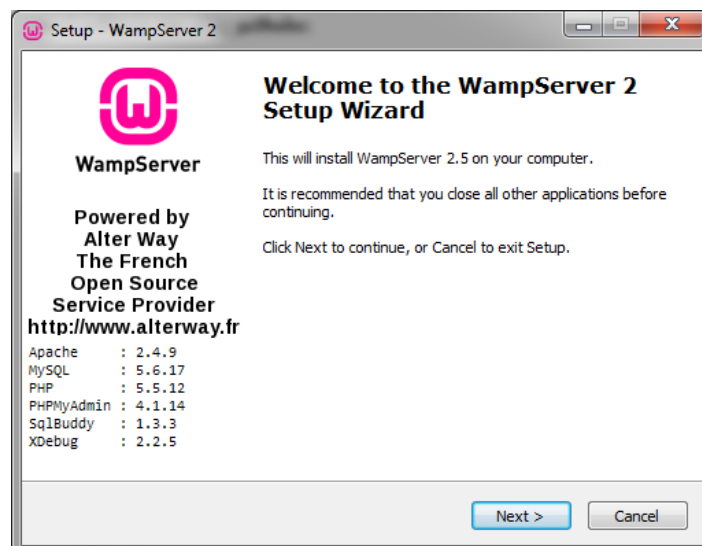 Setup - WampServer 2
WampServer
Powered by
Alter Way
The French
Open Source
Service Provider
http://www.alterway.fr
Apache : 2.4.9
MySQL : 5.6.17
PHP : 5.5.12
PHPMyAdmin : 4.1.14
SqlBuddy : 1.3.3
XDebug : 2.2.5
Welcome to the WampServer 2
Setup Wizard
This will install WampServer 2.5 on your computer.
It is recommended that you close all other applications before
continuing.
Click Next to continue, or Cancel to exit Setup.
Next >
Cancel